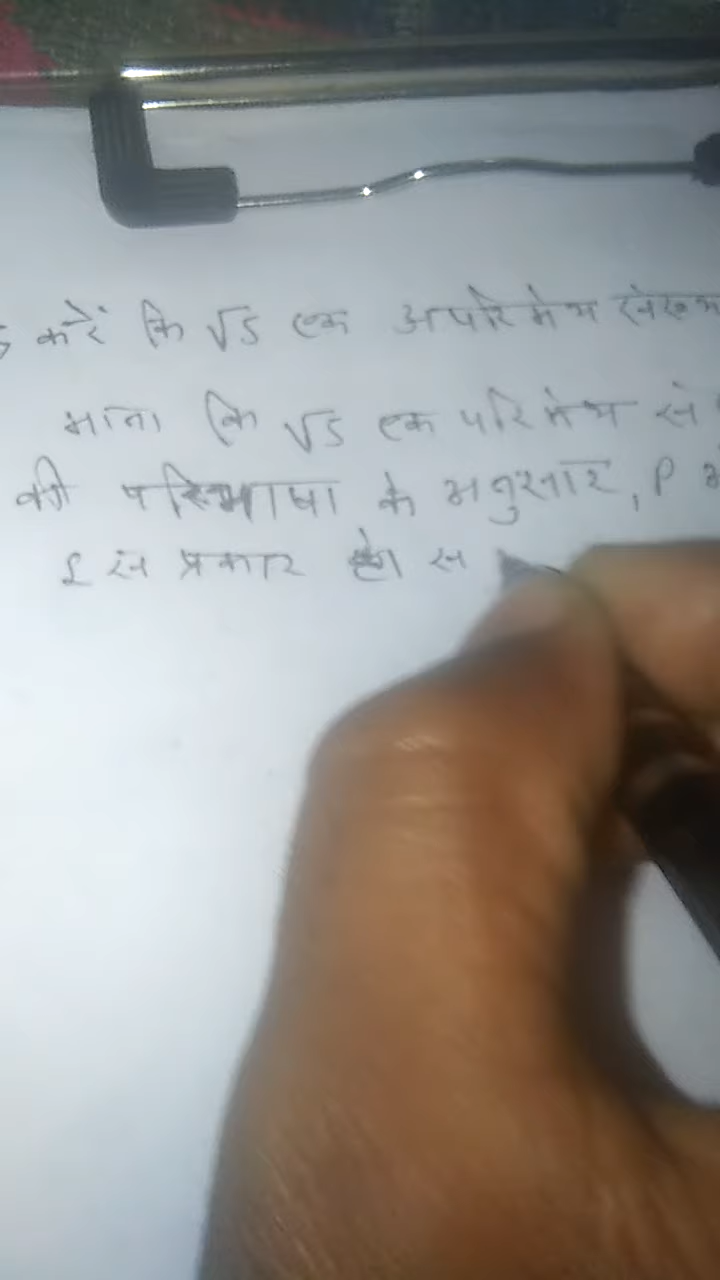 करें कि √5 एक अपरिमेय संख्या
माना कि √5 एक परिमेय सं
की परिभाषा के अनुसार, P
इस प्रकार होगा स